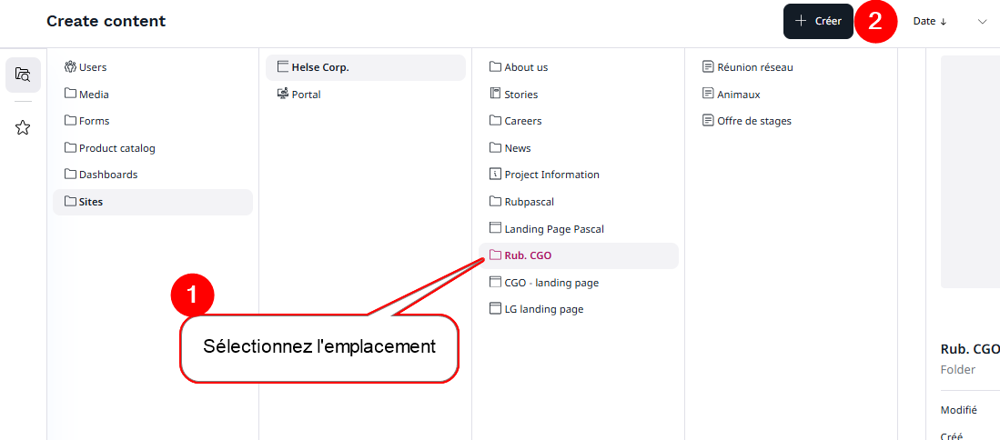 Create content
Créer
2
Date ↓
Users
Media
Forms
Product catalog
Dashboards
Sites
Helse Corp.
Portal
About us
Stories
Careers
News
Project Information
Rubpascal
Landing Page Pascal
Rub. CGO
CGO - landing page
LG landing page
Réunion réseau
Animaux
Offre de stages
1
Sélectionnez l'emplacement
Rub. CGO
Folder
Modifié
Créé